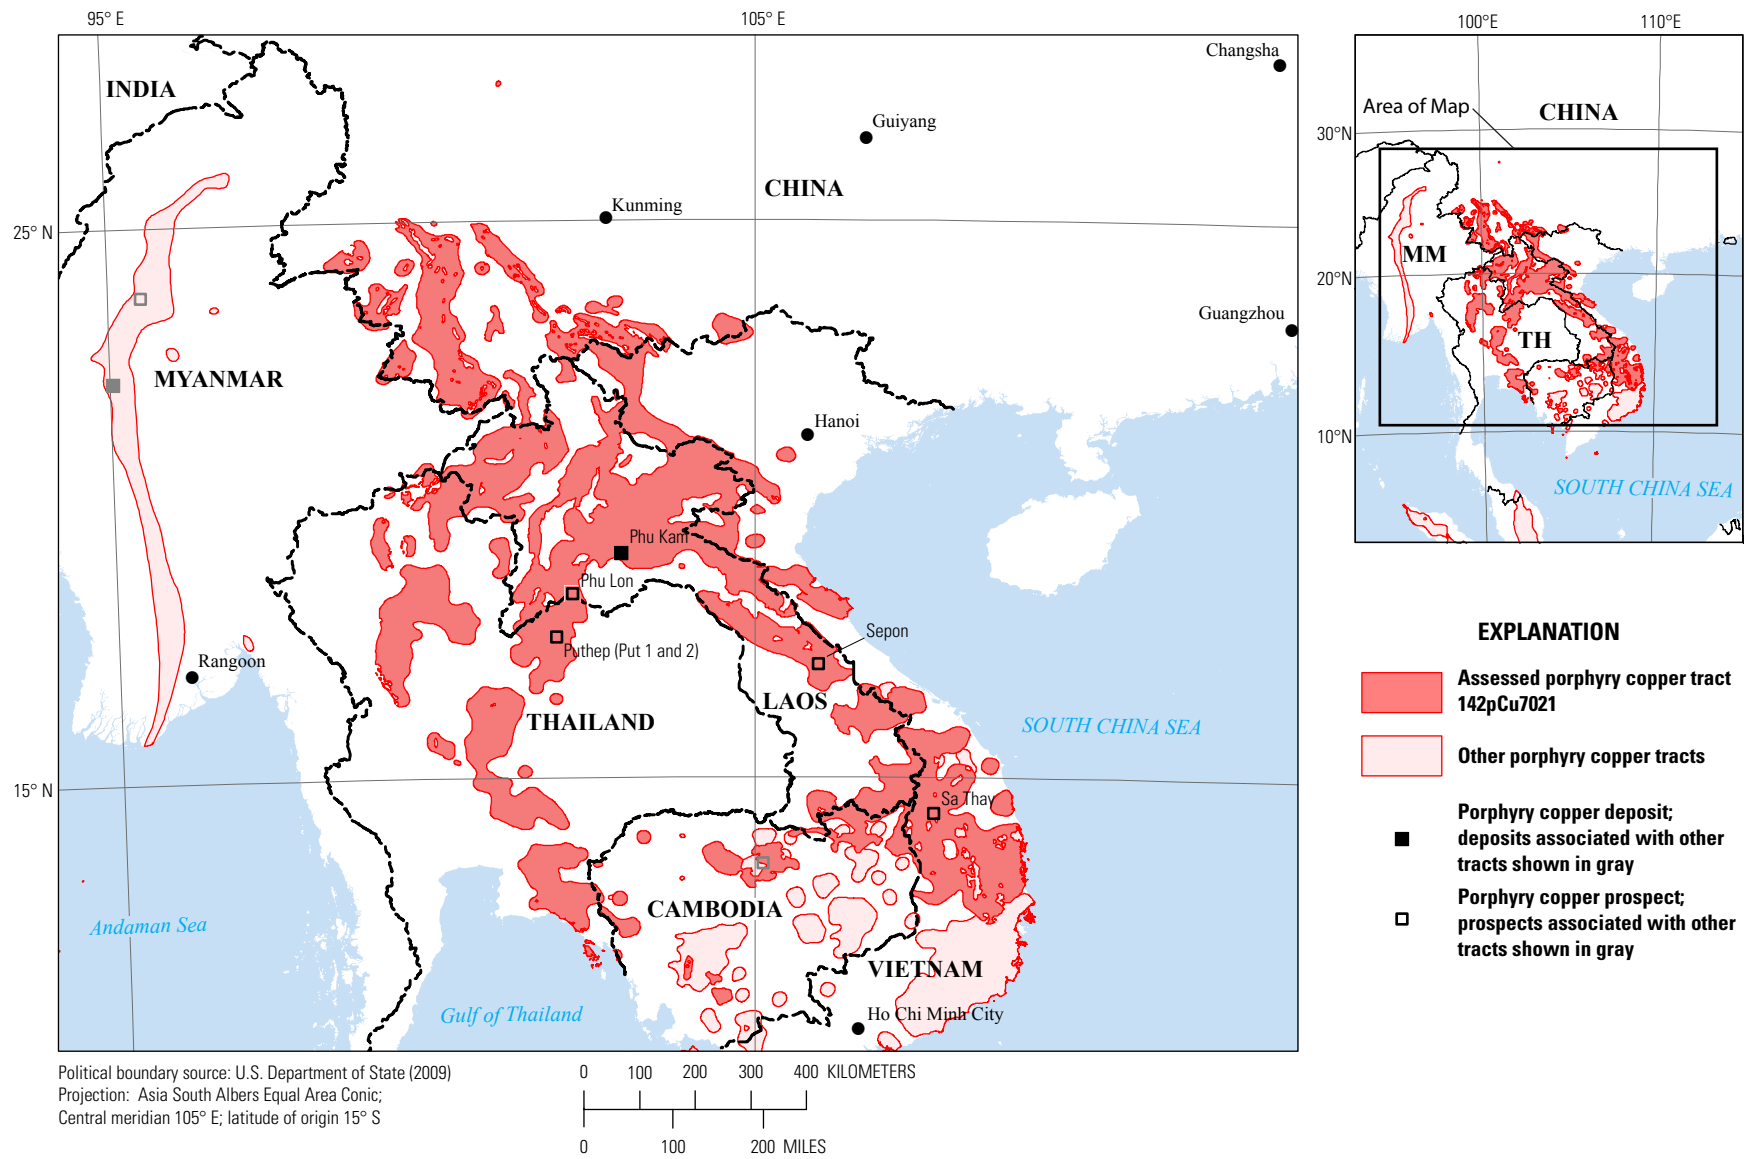 95° E
105° E
100°E
110°E
INDIA
Changsha
Guiyang
CHINA
Kunming
25° N
Guangzhou
MYANMAR
Hanoi
Phu Kam
Phu Lon
Puthep (Put 1 and 2)
Sepon
Rangoon
LAOS
THAILAND
SOUTH CHINA SEA
15° N
Sa Thay
CAMBODIA
Andaman Sea
VIETNAM
Gulf of Thailand
Ho Chi Minh City
Area of Map
CHINA
30°N
MM
20°N
TH
10°N
SOUTH CHINA SEA
EXPLANATION
Assessed porphyry copper tract
142pCu7021
Other porphyry copper tracts
Porphyry copper deposit;
deposits associated with other
tracts shown in gray
Porphyry copper prospect;
prospects associated with other
tracts shown in gray
Political boundary source: U.S. Department of State (2009)
Projection: Asia South Albers Equal Area Conic;
Central meridian 105° E; latitude of origin 15° S
0 100 200 300 400 KILOMETERS
0 100 200 MILES